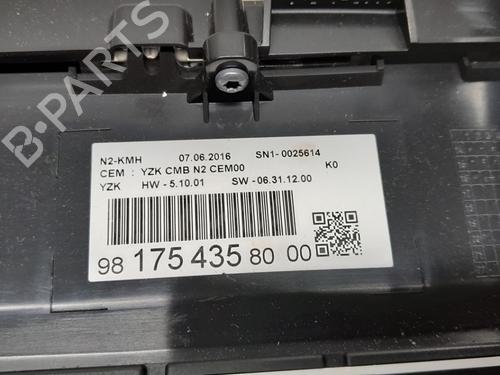 B-PARTS
N2-KMH 07.06.2016 SN1- 0025614
CEM : YZK CMB N2 CEM00 K0
YZK HW - 5.10.01 SW - 06.31.12.00
98 175 435 80 00